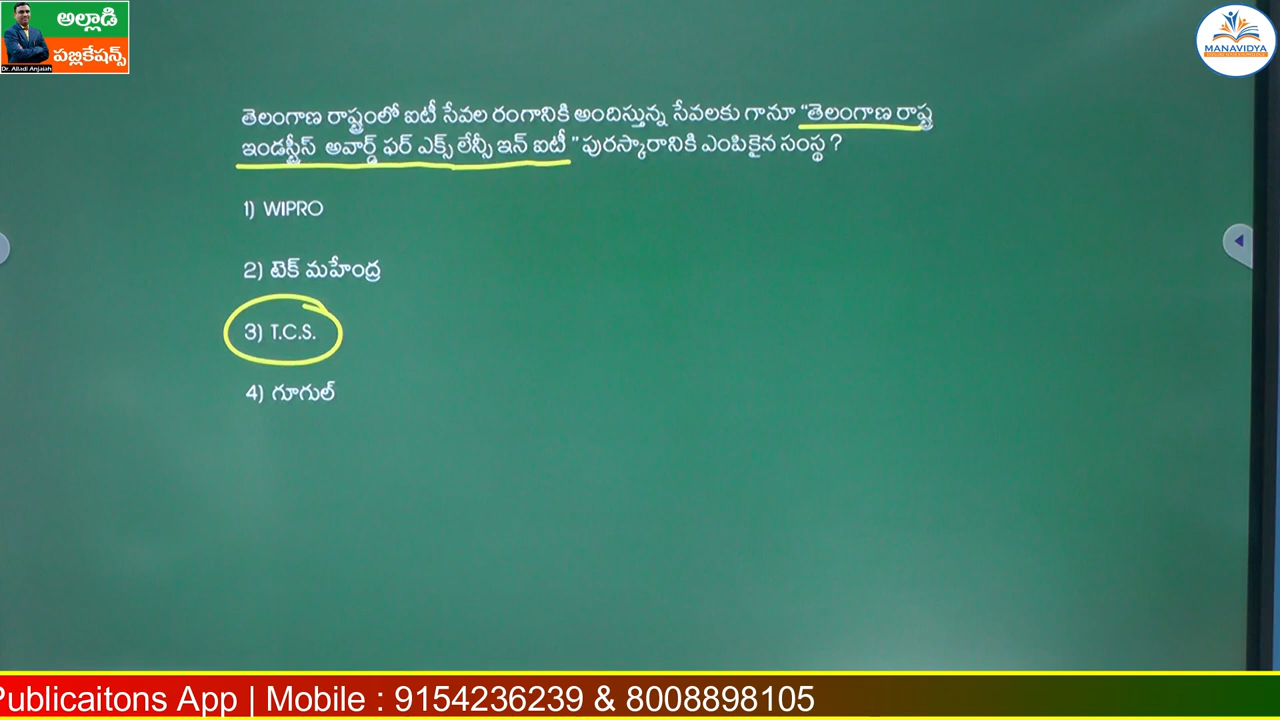 అల్లాడి
పబ్లికేషన్స్
Dr. Alladi Anjaiah
MANAVIDYA
తెలంగాణ రాష్ట్రంలో ఐటీ సేవల రంగానికి అందిస్తున్న సేవలకు గానూ “తెలంగాణ రాష్ట్ర
ఇండస్ట్రీస్ అవార్డ్ ఫర్ ఎక్స్ లేన్సీ ఇన్ ఐటీ ” పురస్కారానికి ఎంపికైన సంస్థ ?
1) WIPRO
2) టెక్ మహేంద్ర
3) T.C.S.
4) గూగుల్
Publicaitons App | Mobile : 9154236239 & 8008898105